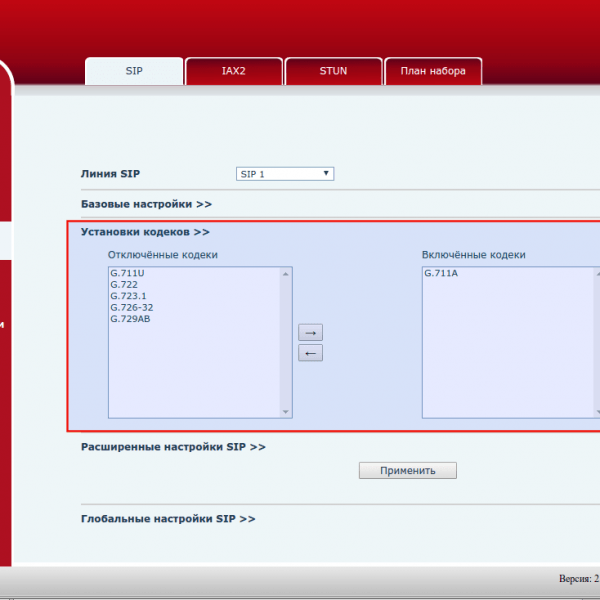 SIP IAX2 STUN План набора
Линия SIP SIP 1
Базовые настройки >>
Установки кодеков >>
Отключённые кодеки Включённые кодеки
G.711U G.711A
G.722
G.723.1
G.726-32
G.729AB
→
←
и
Расширенные настройки SIP >>
Применить
Глобальные настройки SIP >>
Версия: 2